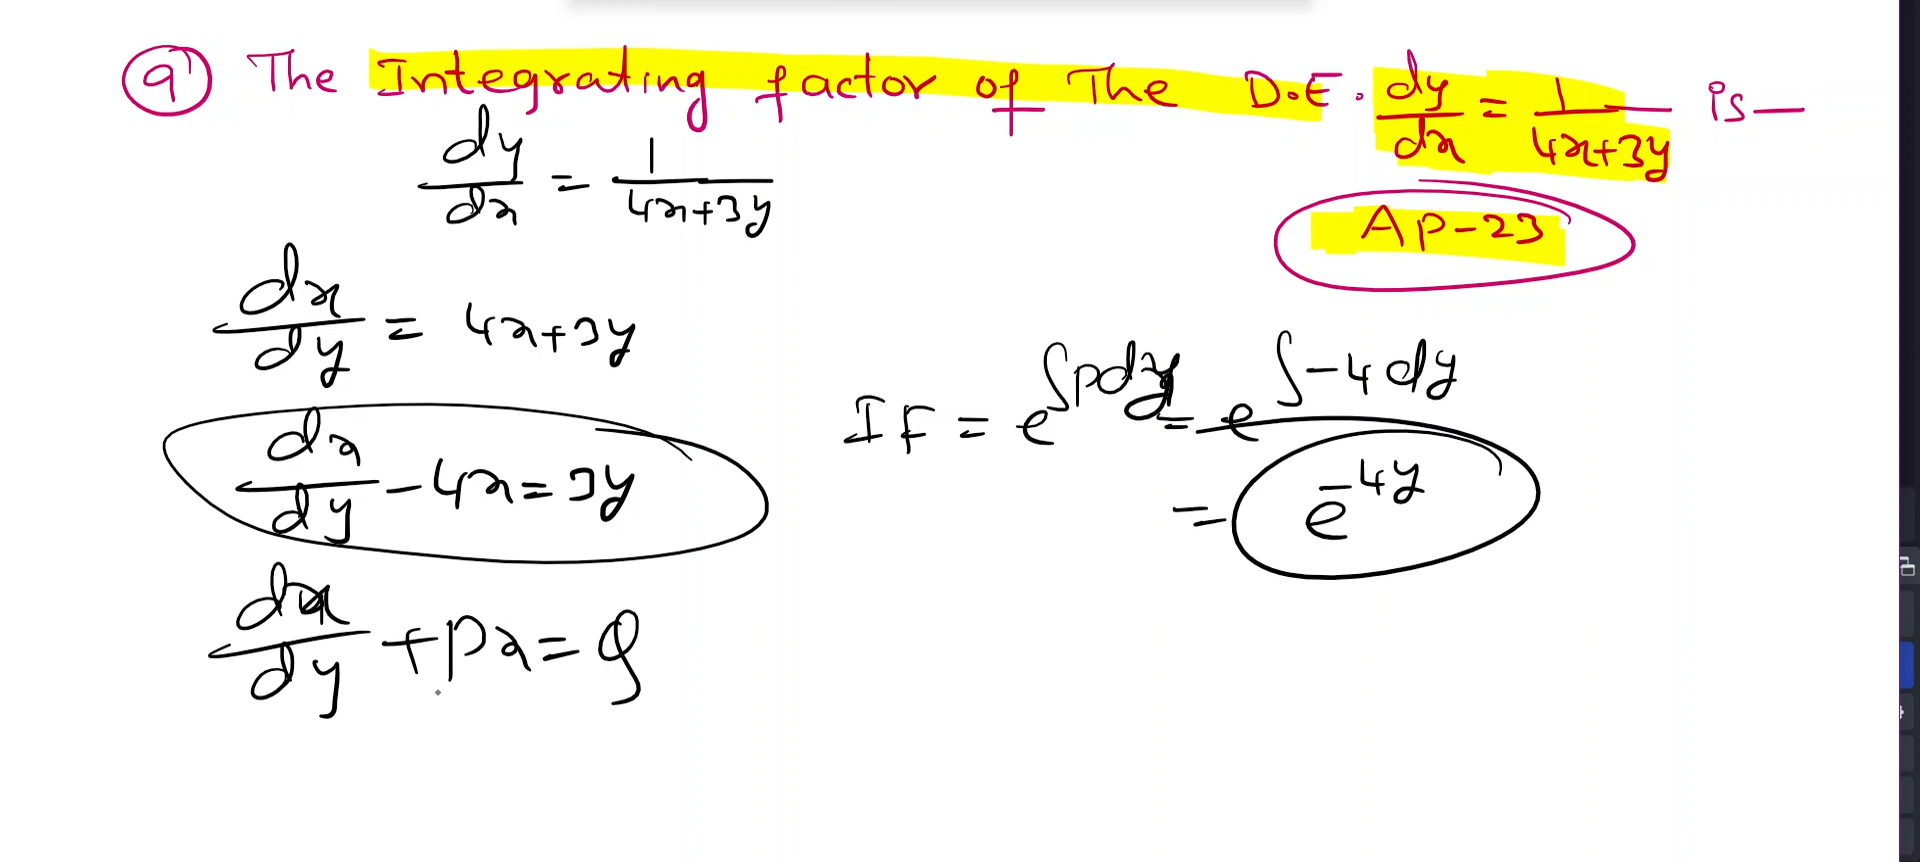 9) The Integrating factor of The D.E. dy/dx = 1/(4x+3y) is—
AP-23
dy/dx = 1/(4x+3y)
dx/dy = 4x+3y
dx/dy - 4x = 3y
dx/dy + Px = Q
IF = e^∫pdy = e^∫-4dy
= e^-4y